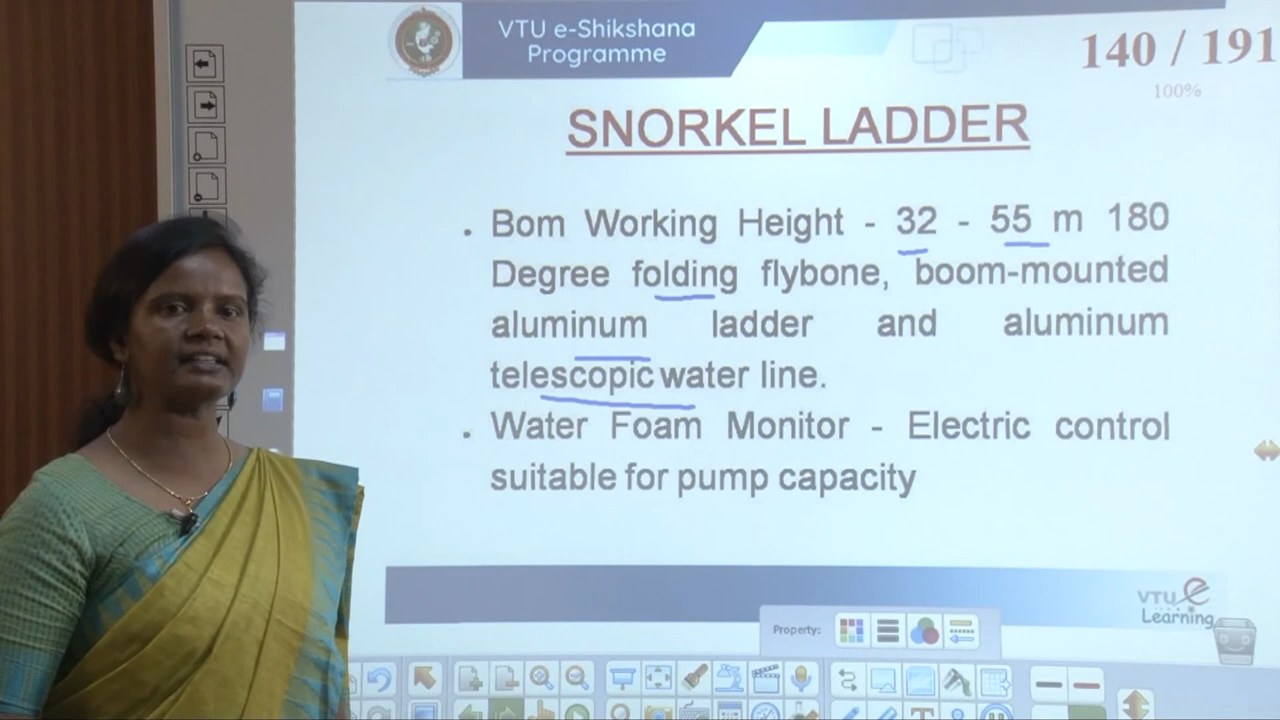 VTU e-Shikshana
Programme
140 / 191
100%
SNORKEL LADDER
. Bom Working Height - 32 - 55 m 180
Degree folding flybone, boom-mounted
aluminum ladder and aluminum
telescopic water line.
. Water Foam Monitor - Electric control
suitable for pump capacity
VTU e
Learning
Property: